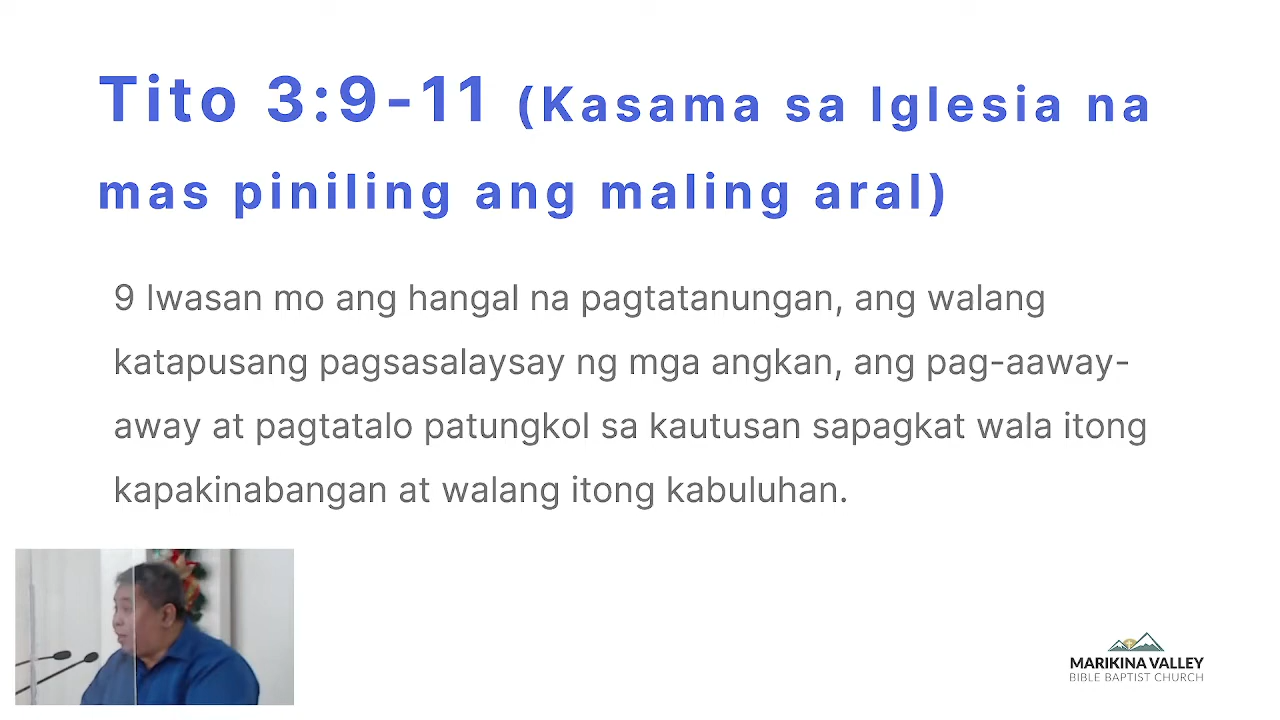 Tito 3:9-11 (Kasama sa Iglesia na
mas piniling ang maling aral)
9 Iwasan mo ang hangal na pagtatanungan, ang walang
katapusang pagsasalaysay ng mga angkan, ang pag-aaway-
away at pagtatalo patungkol sa kautusan sapagkat wala itong
kapakinabangan at walang itong kabuluhan.
MARIKINA VALLEY
BIBLE BAPTIST CHURCH